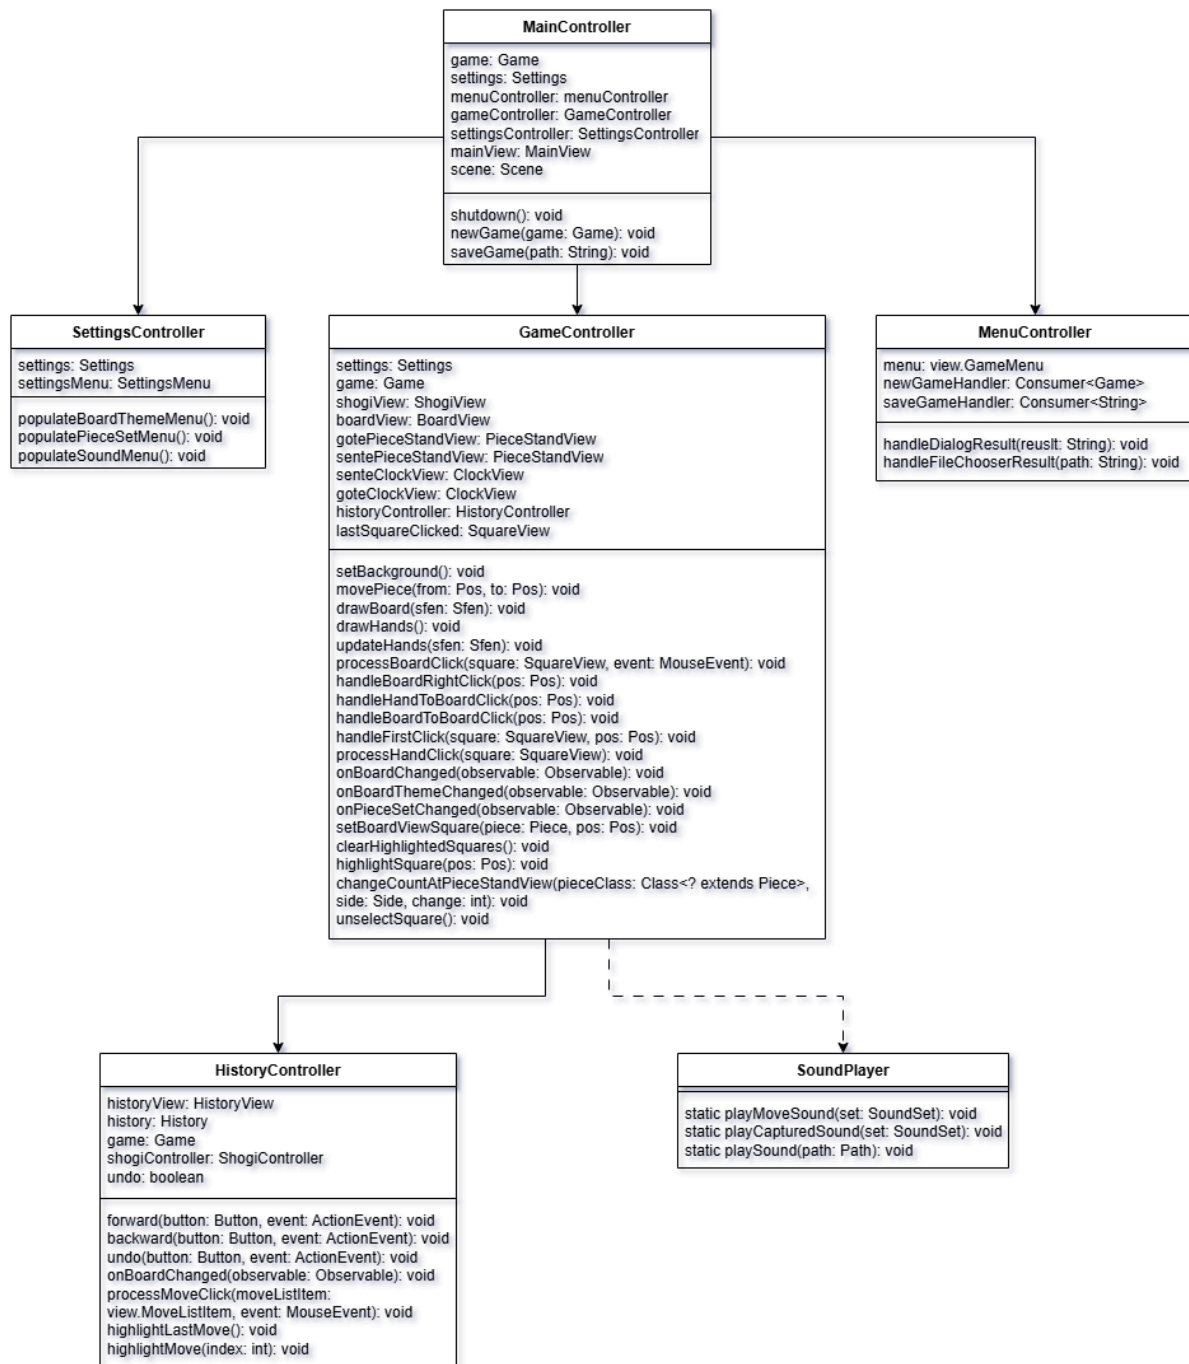 MainController
game: Game
settings: Settings
menuController: menuController
gameController: GameController
settingsController: SettingsController
mainView: MainView
scene: Scene
shutdown(): void
newGame(game: Game): void
saveGame(path: String): void
SettingsController
settings: Settings
settingsMenu: SettingsMenu
populateBoardThemeMenu(): void
populatePieceSetMenu(): void
populateSoundMenu(): void
GameController
settings: Settings
game: Game
shogiView: ShogiView
boardView: BoardView
gotePieceStandView: PieceStandView
sentePieceStandView: PieceStandView
senteClockView: ClockView
goteClockView: ClockView
historyController: HistoryController
lastSquareClicked: SquareView
setBackground(): void
movePiece(from: Pos, to: Pos): void
drawBoard(sfen: Sfen): void
drawHands(): void
updateHands(sfen: Sfen): void
processBoardClick(square: SquareView, event: MouseEvent): void
handleBoardRightClick(pos: Pos): void
handleHandToBoardClick(pos: Pos): void
handleBoardToBoardClick(pos: Pos): void
handleFirstClick(square: SquareView, pos: Pos): void
processHandClick(square: SquareView): void
onBoardChanged(observable: Observable): void
onBoardThemeChanged(observable: Observable): void
onPieceSetChanged(observable: Observable): void
setBoardViewSquare(piece: Piece, pos: Pos): void
clearHighlightedSquares(): void
highlightSquare(pos: Pos): void
changeCountAtPieceStandView(pieceClass: Class<? extends Piece>,
side: Side, change: int): void
unselectSquare(): void
MenuController
menu: view.GameMenu
newGameHandler: Consumer<Game>
saveGameHandler: Consumer<String>
handleDialogResult(reuslt: String): void
handleFileChooserResult(path: String): void
HistoryController
historyView: HistoryView
history: History
game: Game
shogiController: ShogiController
undo: boolean
forward(button: Button, event: ActionEvent): void
backward(button: Button, event: ActionEvent): void
undo(button: Button, event: ActionEvent): void
onBoardChanged(observable: Observable): void
processMoveClick(moveListItem:
view.MoveListItem, event: MouseEvent): void
highlightLastMove(): void
highlightMove(index: int): void
SoundPlayer
static playMoveSound(set: SoundSet): void
static playCapturedSound(set: SoundSet): void
static playSound(path: Path): void